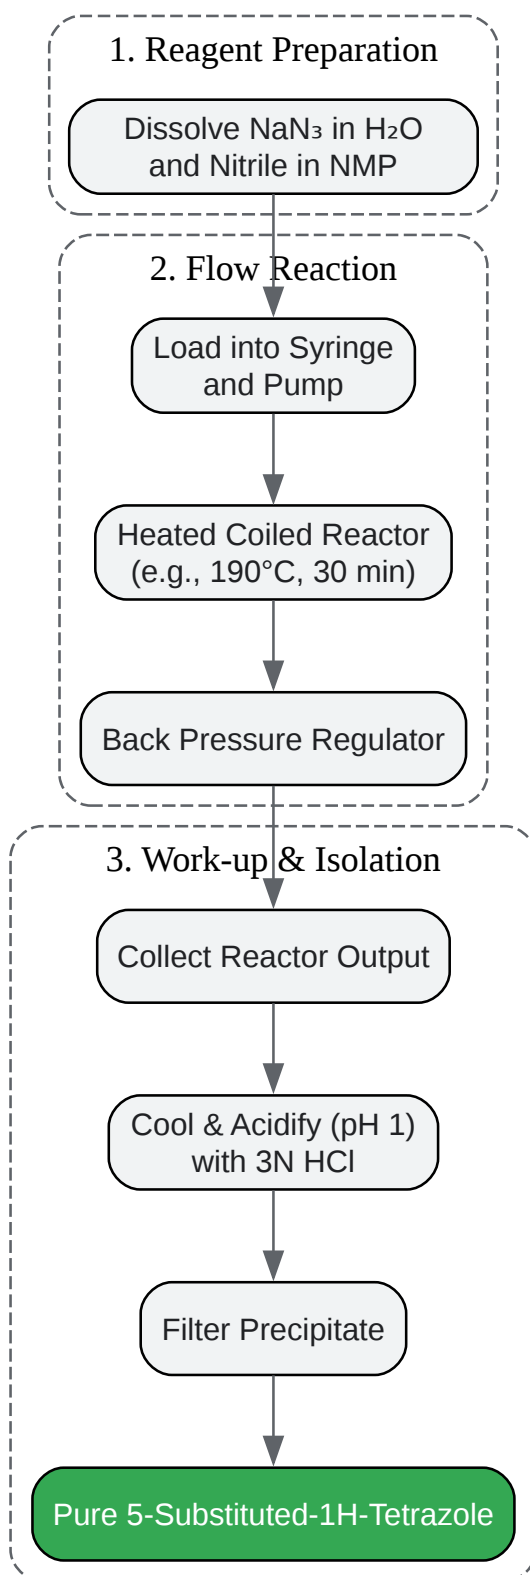 1. Reagent Preparation
Dissolve NaN₃ in H₂O
and Nitrile in NMP
2. Flow Reaction
Load into Syringe
and Pump
Heated Coiled Reactor
(e.g., 190°C, 30 min)
Back Pressure Regulator
3. Work-up & Isolation
Collect Reactor Output
Cool & Acidify (pH 1)
with 3N HCl
Filter Precipitate
Pure 5-Substituted-1H-Tetrazole